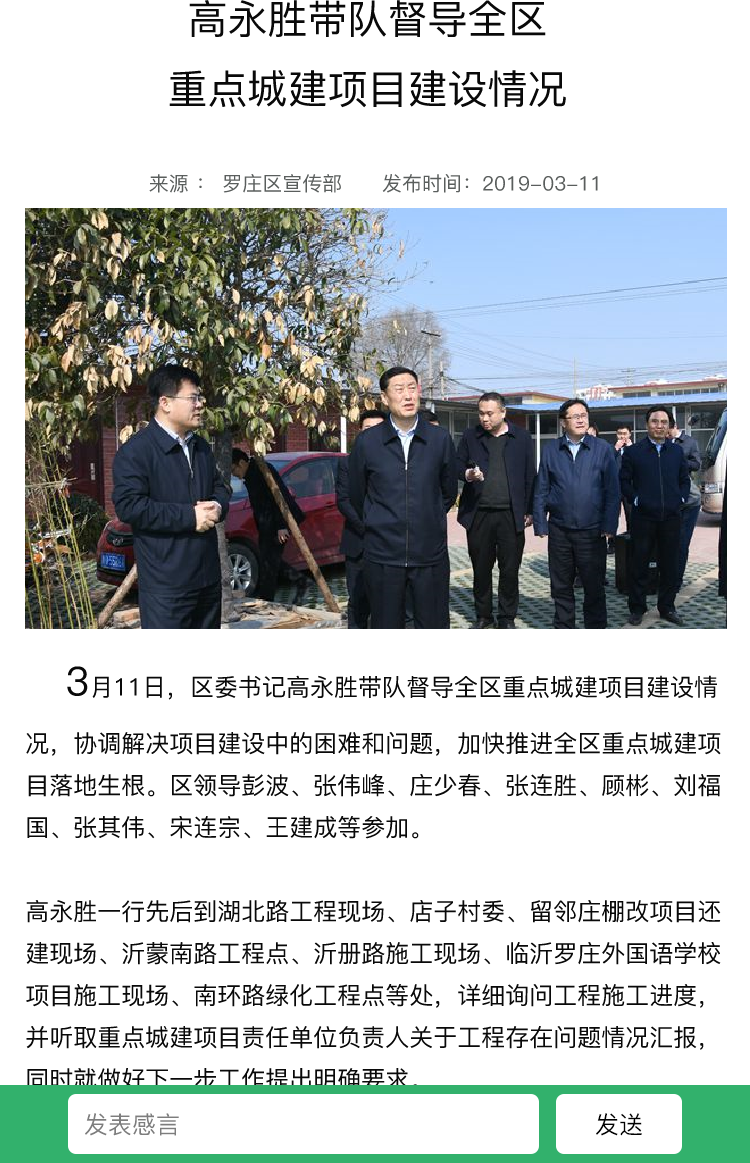 高永胜带队督导全区
重点城建项目建设情况
来源 ： 罗庄区宣传部 发布时间：2019-03-11
3月11日，区委书记高永胜带队督导全区重点城建项目建设情
况，协调解决项目建设中的困难和问题，加快推进全区重点城建项
目落地生根。区领导彭波、张伟峰、庄少春、张连胜、顾彬、刘福
国、张其伟、宋连宗、王建成等参加。
高永胜一行先后到湖北路工程现场、店子村委、留邻庄棚改项目还
建现场、沂蒙南路工程点、沂册路施工现场、临沂罗庄外国语学校
项目施工现场、南环路绿化工程点等处，详细询问工程施工进度，
并听取重点城建项目责任单位负责人关于工程存在问题情况汇报，
同时就做好下一步工作提出明确要求。
发表感言
发送